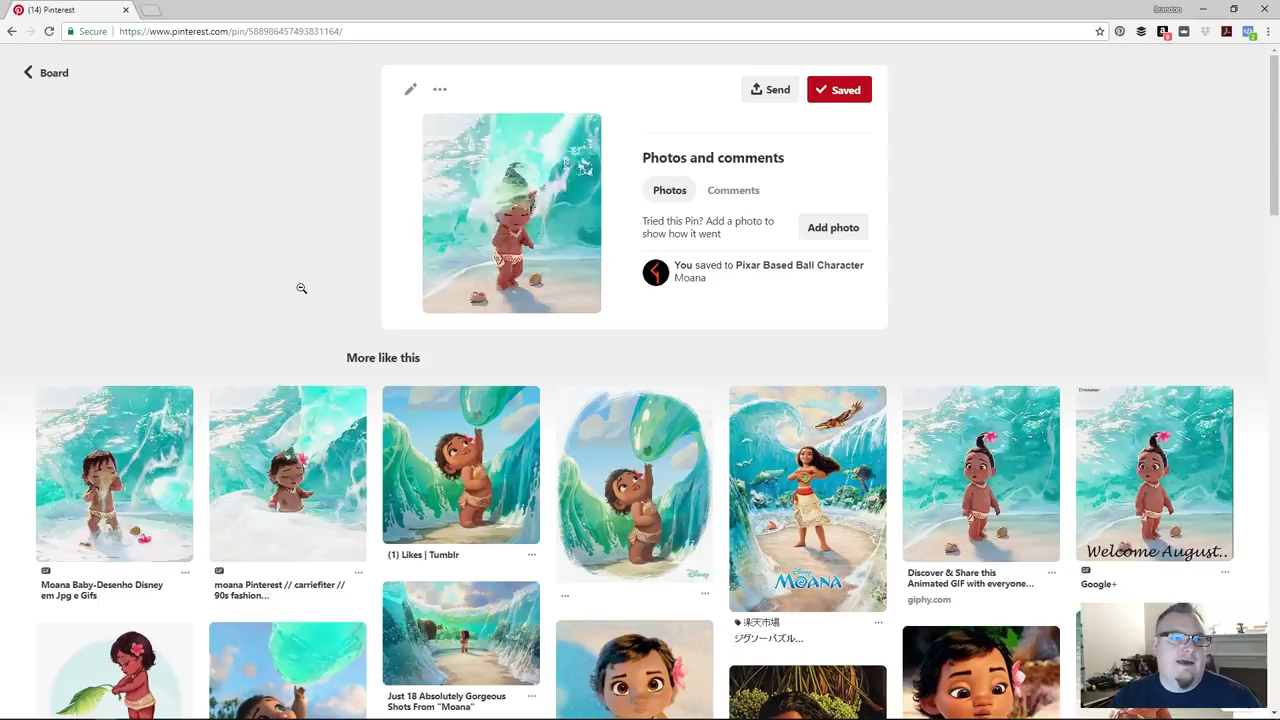 (14) Pinterest
Brandon
Secure
https://www.pinterest.com/pin/588986457493831164/
Board
Send
Saved
Photos and comments
Photos
Comments
Tried this Pin? Add a photo to
show how it went
Add photo
You saved to Pixar Based Ball Character
Moana
More like this
Disney
MOANA
Welcome August..
Moana Baby-Desenho Disney
em Jpg e Gifs
moana Pinterest // carriefiter //
90s fashion...
(1) Likes | Tumblr
Disney
...
楽天市場
ジグソーパズル...
Discover & Share this
Animated GIF with everyone...
giphy.com
Google+
Just 18 Absolutely Gorgeous
Shots From "Moana"